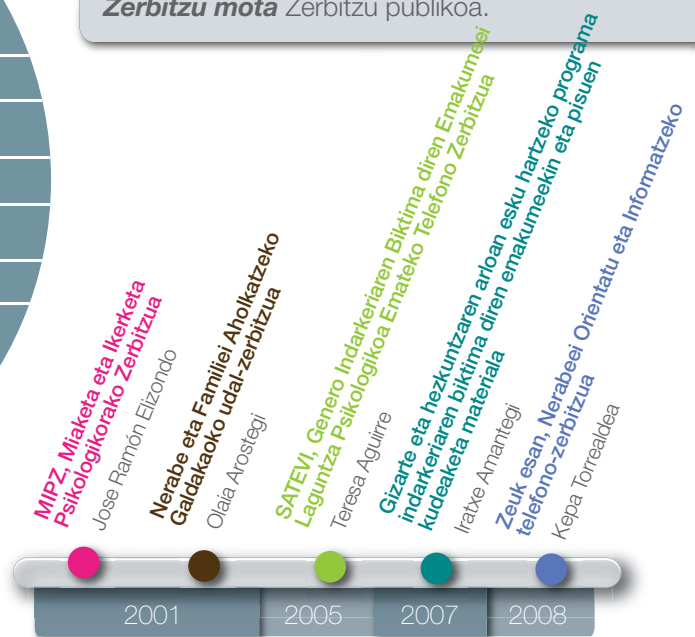 Zerbitzu mota Zerbitzu publikoa.
MIPZ, Miaketa eta Ikerketa
Psikologikorako Zerbitzua
Jose Ramón Elizondo
Nerabe eta Familiei Aholkatzeko
Galdakaoko udal-zerbitzua
Olaia Arostegi
SATEVI, Genero Indarkeriaren Biktima diren Emakumeei
Laguntza Psikologikoa Emateko Telefono Zerbitzua
Teresa Aguirre
Gizarte eta hezkuntzaren arloan esku hartzeko programa
indarkeriaren biktima diren emakumeekin eta pisuen
kudeaketa materiala
Iratxe Amantegi
Zeuk esan, Nerabeei Orientatu eta Informatzeko
telefono-zerbitzua
Kepa Torrealdea
2001
2005
2007
2008